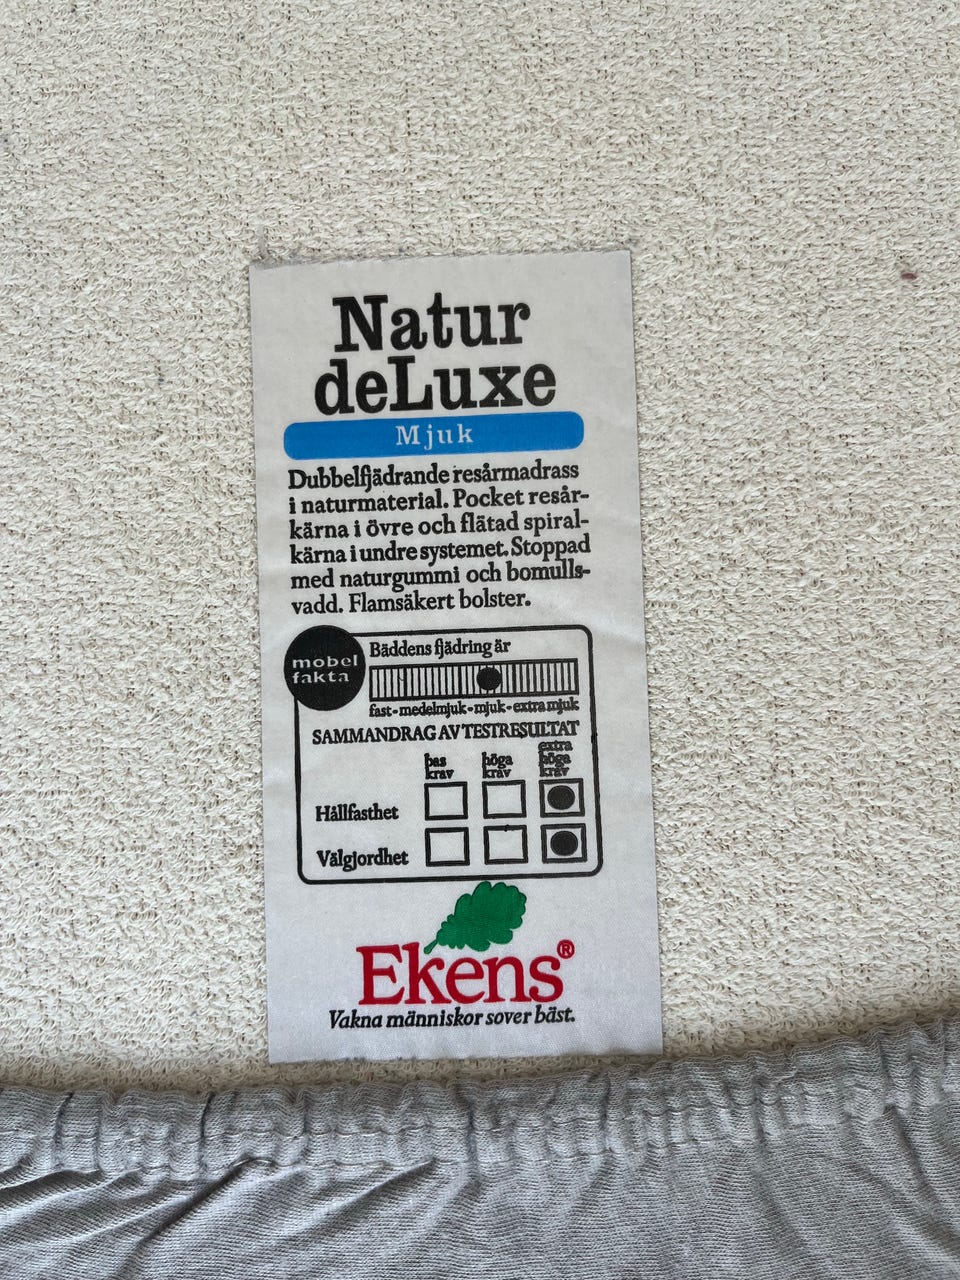 Natur
deLuxe
Mjuk
Dubbelfjädrande resårmadrass
i naturmaterial. Pocket resår-
kärna i övre och flätad spiral-
kärna i undre systemet. Stoppad
med naturgummi och bomulls-
vadd. Flamsäkert bolster.
mobel
fakta
Bäddens fjädring är
fast-medelmjuk-mjuk-extra mjuk
SAMMANDRAG AV TESTRESULTAT
bas krav höga krav extra höga krav
Hållfasthet
Välgjordhet
Ekens®
Vakna människor sover bäst.